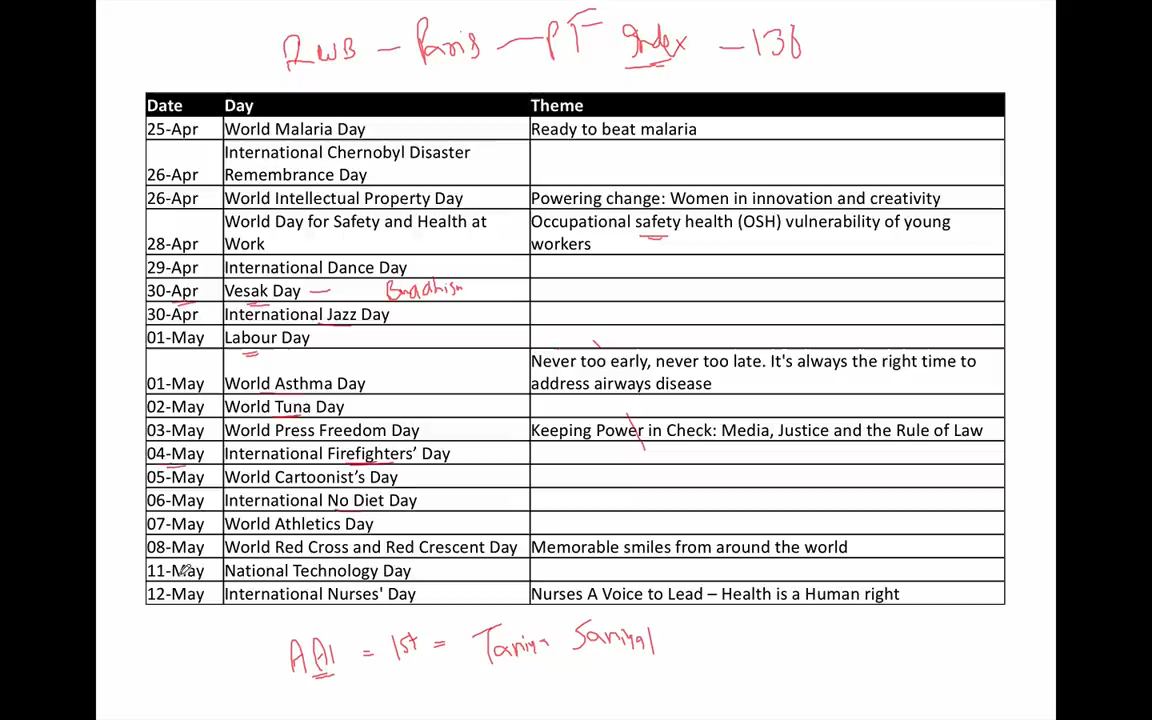 RWB - Paris - PF Index - 138
Date Day Theme
25-Apr World Malaria Day Ready to beat malaria
International Chernobyl Disaster
26-Apr Remembrance Day
26-Apr World Intellectual Property Day Powering change: Women in innovation and creativity
World Day for Safety and Health at Occupational safety health (OSH) vulnerability of young
28-Apr Work workers
29-Apr International Dance Day
30-Apr Vesak Day - Buddhism
30-Apr International Jazz Day
01-May Labour Day
Never too early, never too late. It's always the right time to
01-May World Asthma Day address airways disease
02-May World Tuna Day
03-May World Press Freedom Day Keeping Power in Check: Media, Justice and the Rule of Law
04-May International Firefighters’ Day
05-May World Cartoonist’s Day
06-May International No Diet Day
07-May World Athletics Day
08-May World Red Cross and Red Crescent Day Memorable smiles from around the world
11-May National Technology Day
12-May International Nurses' Day Nurses A Voice to Lead – Health is a Human right
AAI = 1st = Taniya Saniyal